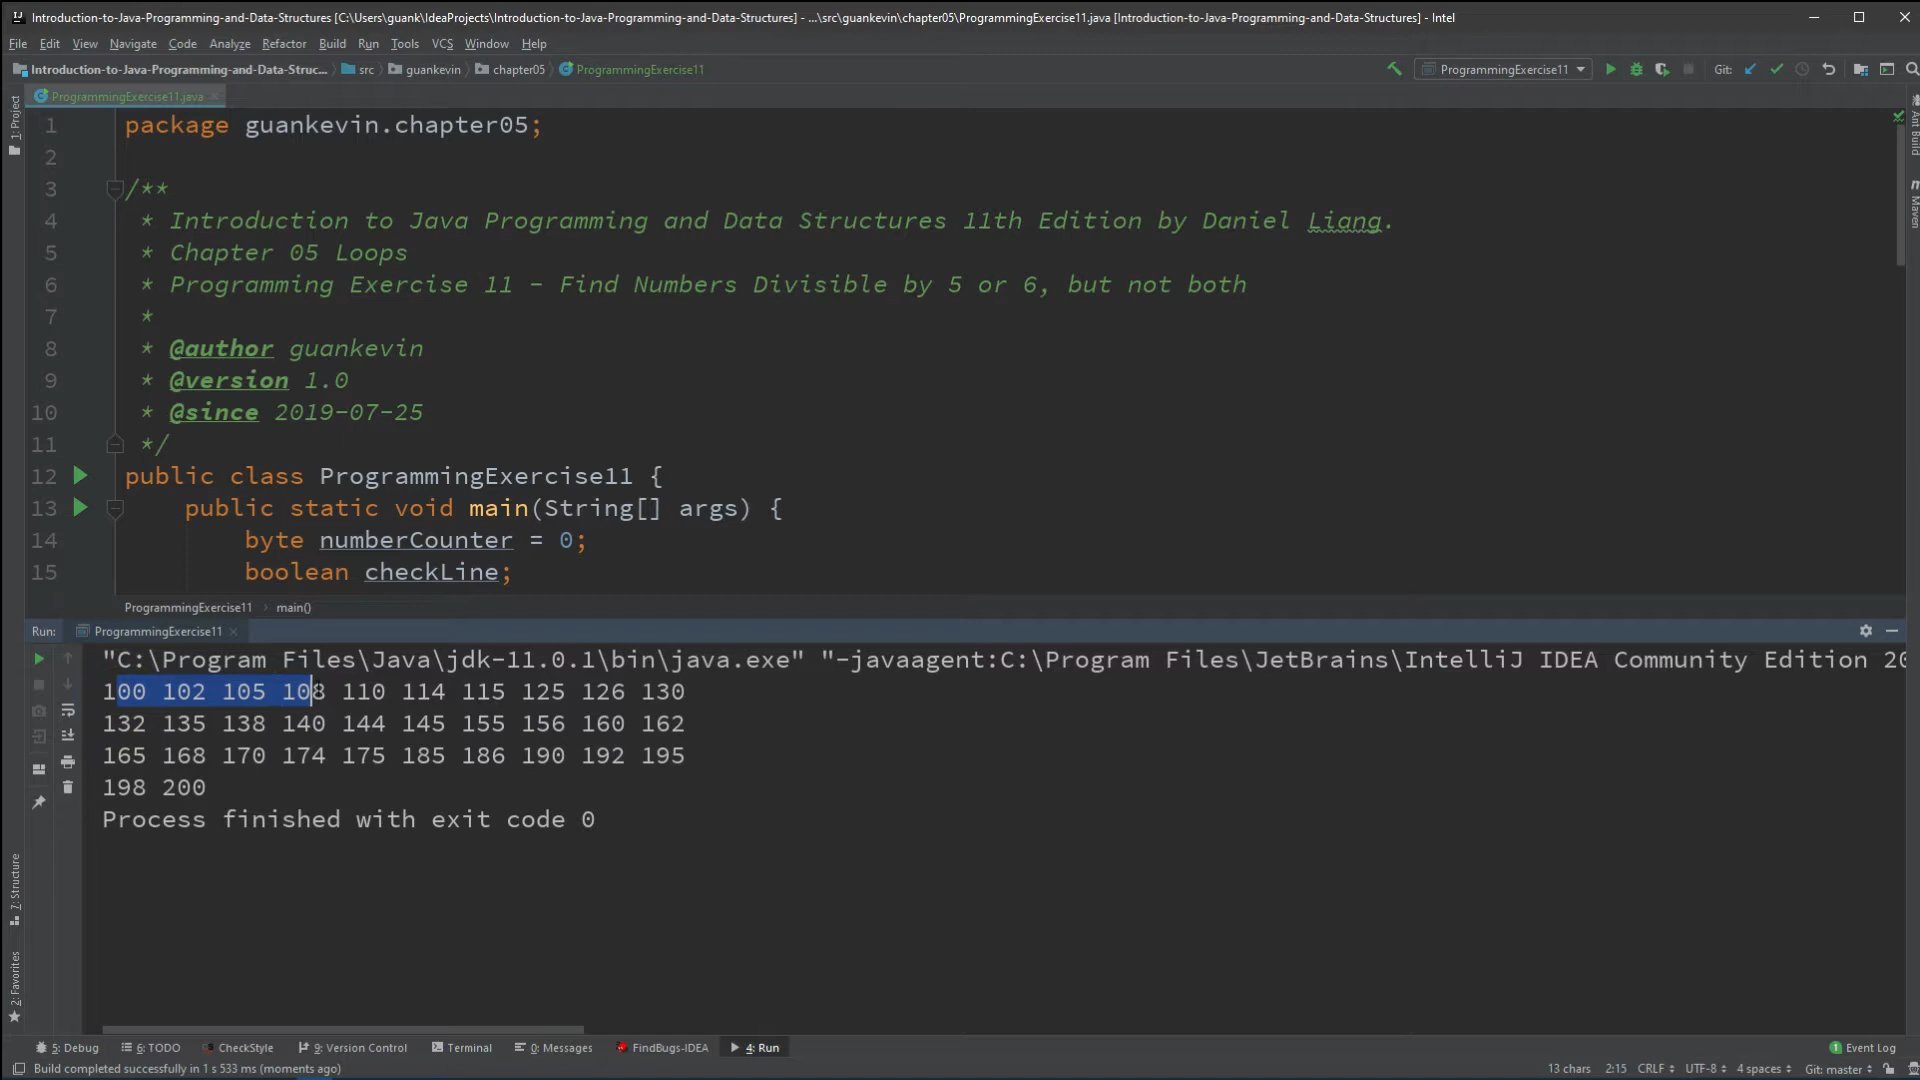 Introduction-to-Java-Programming-and-Data-Structures [C:\Users\guank\IdeaProjects\Introduction-to-Java-Programming-and-Data-Structures] - ...\src\guankevin\chapter05\ProgrammingExercise11.java [Introduction-to-Java-Programming-and-Data-Structures] - Intel
File Edit View Navigate Code Analyze Refactor Build Run Tools VCS Window Help
Introduction-to-Java-Programming-and-Data-Struc... src guankevin chapter05 ProgrammingExercise11 ProgrammingExercise11 Git:
1: Project
ProgrammingExercise11.java
Ant Build
Maven
1 package guankevin.chapter05;
2
3 /**
4 * Introduction to Java Programming and Data Structures 11th Edition by Daniel Liang.
5 * Chapter 05 Loops
6 * Programming Exercise 11 - Find Numbers Divisible by 5 or 6, but not both
7 *
8 * @author guankevin
9 * @version 1.0
10 * @since 2019-07-25
11 */
12 public class ProgrammingExercise11 {
13 public static void main(String[] args) {
14 byte numberCounter = 0;
15 boolean checkLine;
ProgrammingExercise11 main()
Run: ProgrammingExercise11
"C:\Program Files\Java\jdk-11.0.1\bin\java.exe" "-javaagent:C:\Program Files\JetBrains\IntelliJ IDEA Community Edition 20
100 102 105 108 110 114 115 125 126 130
132 135 138 140 144 145 155 156 160 162
165 168 170 174 175 185 186 190 192 195
198 200
Process finished with exit code 0
7: Structure
2: Favorites
5: Debug 6: TODO CheckStyle 9: Version Control Terminal 0: Messages FindBugs-IDEA 4: Run 1 Event Log
Build completed successfully in 1 s 533 ms (moments ago) 13 chars 2:15 CRLF UTF-8 4 spaces Git: master